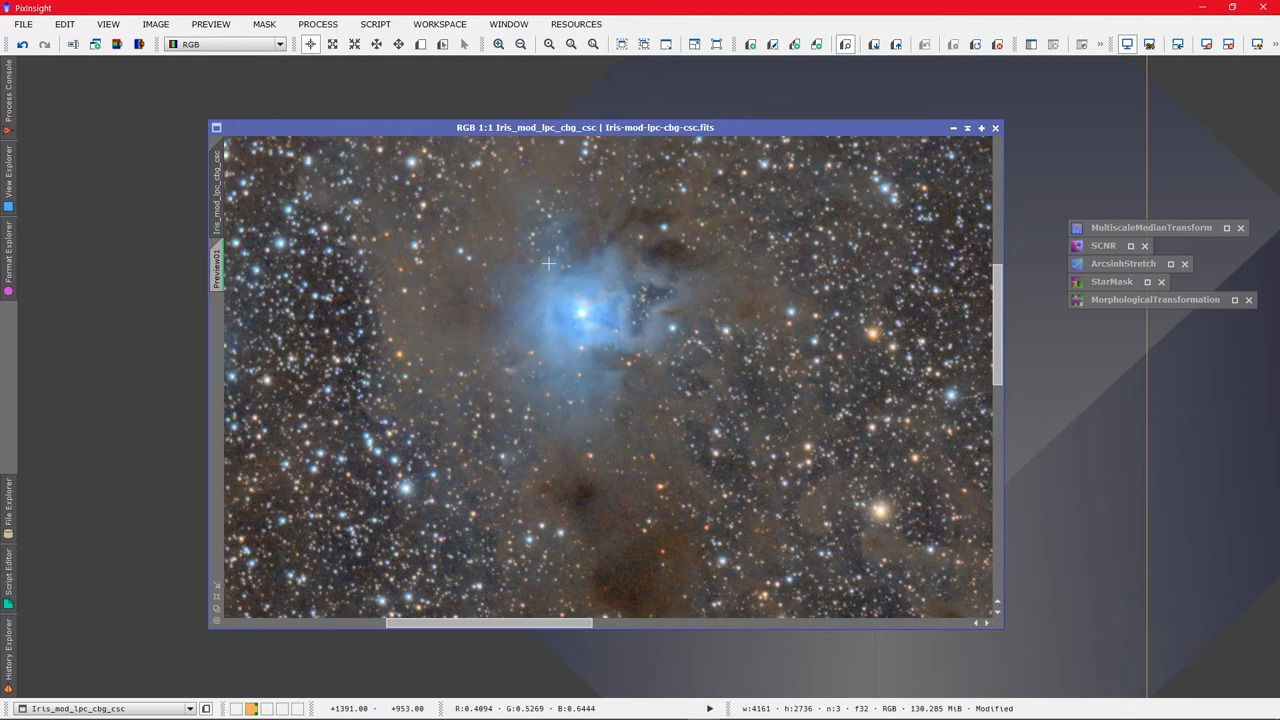 PixInsight
FILE EDIT VIEW IMAGE PREVIEW MASK PROCESS SCRIPT WORKSPACE WINDOW RESOURCES
RGB
Process Console
View Explorer
Format Explorer
File Explorer
Script Editor
History Explorer
RGB 1:1 Iris_mod_lpc_cbg_csc | Iris-mod-lpc-cbg-csc.fits
Iris_mod_lpc_cbg_csc
Preview01
MultiscaleMedianTransform
SCNR
ArcsinhStretch
StarMask
MorphologicalTransformation
Iris_mod_lpc_cbg_csc
+1391.00 · +953.00
R:0.4094 · G:0.5269 · B:0.6444
w:4161 · h:2736 · n:3 · f32 · RGB · 130.285 MiB · Modified